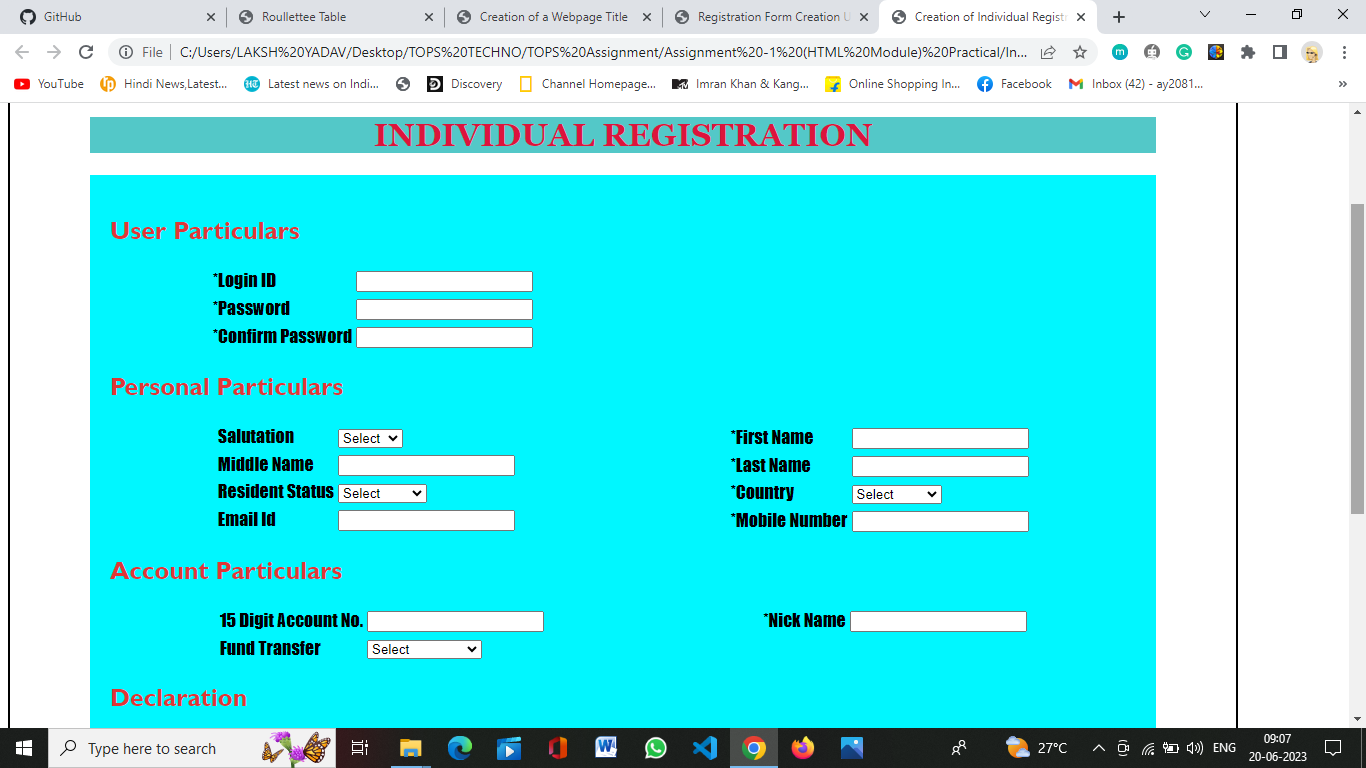 GitHub
Roullettee Table
Creation of a Webpage Title
Registration Form Creation U
Creation of Individual Registr
File
C:/Users/LAKSH%20YADAV/Desktop/TOPS%20TECHNO/TOPS%20Assignment/Assignment%20-1%20(HTML%20Module)%20Practical/In...
YouTube
Hindi News,Latest...
Latest news on Indi...
Discovery
Channel Homepage...
Imran Khan & Kang...
Online Shopping In...
Facebook
Inbox (42) - ay2081...
»
INDIVIDUAL REGISTRATION
User Particulars
*Login ID
*Password
*Confirm Password
Personal Particulars
Salutation Select *First Name
Middle Name *Last Name
Resident Status Select *Country Select
Email Id *Mobile Number
Account Particulars
15 Digit Account No. *Nick Name
Fund Transfer Select
Declaration
Type here to search
27°C
ENG
09:07
20-06-2023